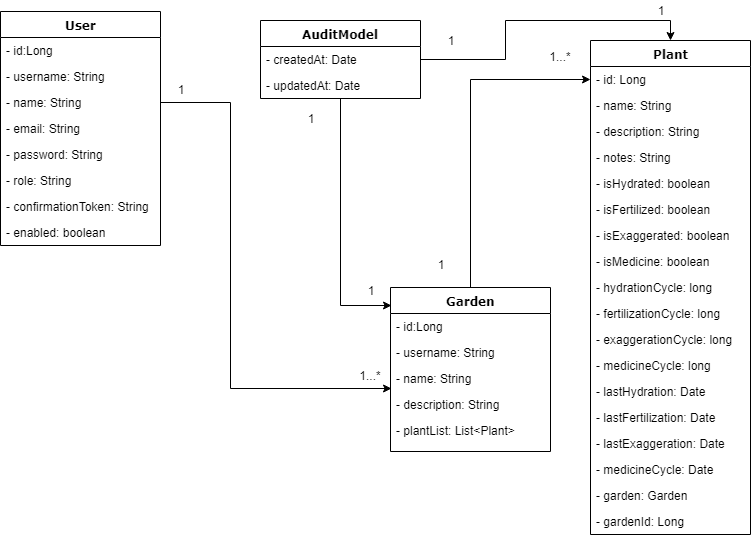 User
- id:Long
- username: String
- name: String
- email: String
- password: String
- role: String
- confirmationToken: String
- enabled: boolean
1
AuditModel
- createdAt: Date
- updatedAt: Date
1
1
1
1
1...*
1
1...*
Garden
- id:Long
- username: String
- name: String
- description: String
- plantList: List<Plant>
Plant
- id: Long
- name: String
- description: String
- notes: String
- isHydrated: boolean
- isFertilized: boolean
- isExaggerated: boolean
- isMedicine: boolean
- hydrationCycle: long
- fertilizationCycle: long
- exaggerationCycle: long
- medicineCycle: long
- lastHydration: Date
- lastFertilization: Date
- lastExaggeration: Date
- medicineCycle: Date
- garden: Garden
- gardenId: Long